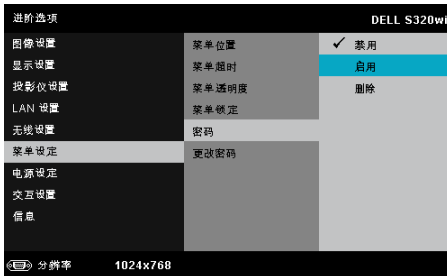 进阶选项 DELL S320wi
图像设置
显示设置
投影仪设置
LAN 设置
无线设置
菜单设定
电源设定
交互设置
信息
菜单位置
菜单超时
菜单透明度
菜单锁定
密码
更改密码
禁用
启用
删除
分辨率 1024x768